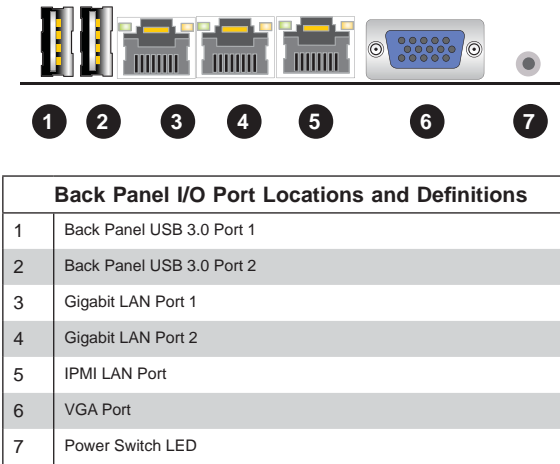 1 2 3 4 5 6 7
Back Panel I/O Port Locations and Definitions
1 Back Panel USB 3.0 Port 1
2 Back Panel USB 3.0 Port 2
3 Gigabit LAN Port 1
4 Gigabit LAN Port 2
5 IPMI LAN Port
6 VGA Port
7 Power Switch LED